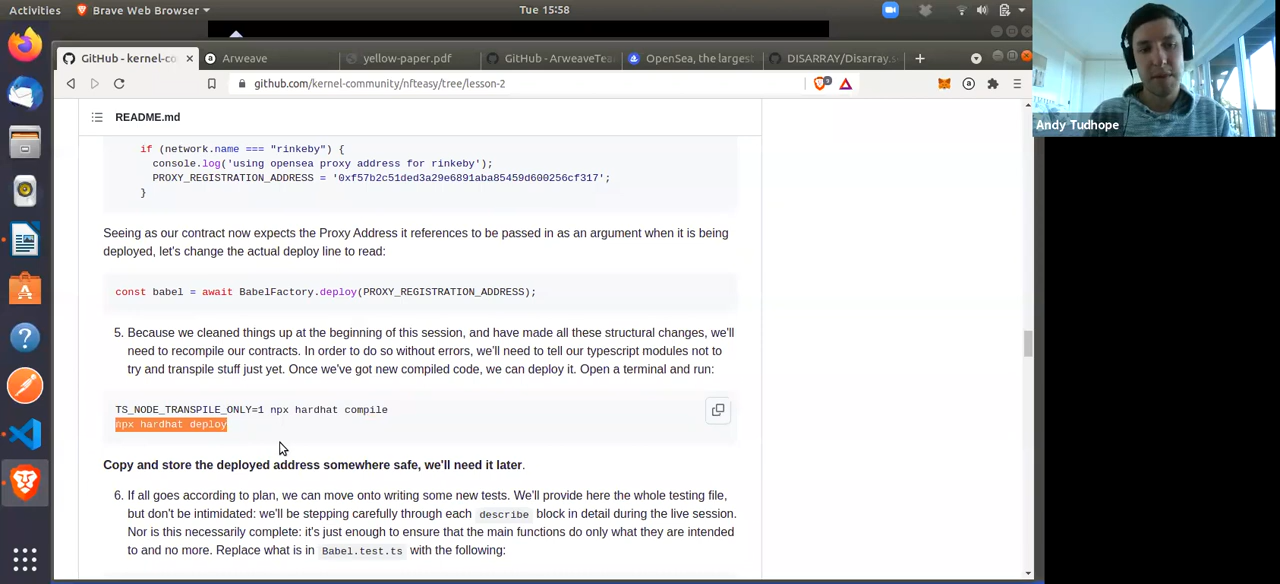 Activities
Brave Web Browser
Tue 15:58
GitHub - kernel-co
Arweave
yellow-paper.pdf
GitHub - ArweaveTea
OpenSea, the largest
DISARRAY/Disarray.s
github.com/kernel-community/nfteasy/tree/lesson-2
Andy Tudhope
README.md
if (network.name === "rinkeby") {
console.log('using opensea proxy address for rinkeby');
PROXY_REGISTRATION_ADDRESS = '0xf57b2c51ded3a29e6891aba85459d600256cf317';
}
Seeing as our contract now expects the Proxy Address it references to be passed in as an argument when it is being
deployed, let's change the actual deploy line to read:
const babel = await BabelFactory.deploy(PROXY_REGISTRATION_ADDRESS);
5. Because we cleaned things up at the beginning of this session, and have made all these structural changes, we'll
need to recompile our contracts. In order to do so without errors, we'll need to tell our typescript modules not to
try and transpile stuff just yet. Once we've got new compiled code, we can deploy it. Open a terminal and run:
TS_NODE_TRANSPILE_ONLY=1 npx hardhat compile
npx hardhat deploy
Copy and store the deployed address somewhere safe, we'll need it later.
6. If all goes according to plan, we can move onto writing some new tests. We'll provide here the whole testing file,
but don't be intimidated: we'll be stepping carefully through each describe block in detail during the live session.
Nor is this necessarily complete: it's just enough to ensure that the main functions do only what they are intended
to and no more. Replace what is in Babel.test.ts with the following: